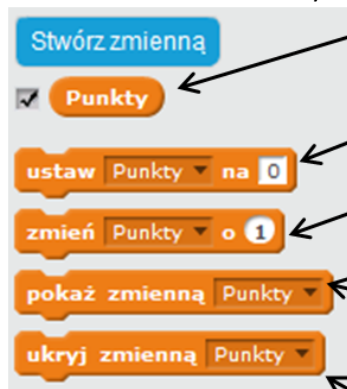 Stwórz zmienną
Punkty
ustaw Punkty na 0
zmień Punkty o 1
pokaż zmienną Punkty
ukryj zmienną Punkty